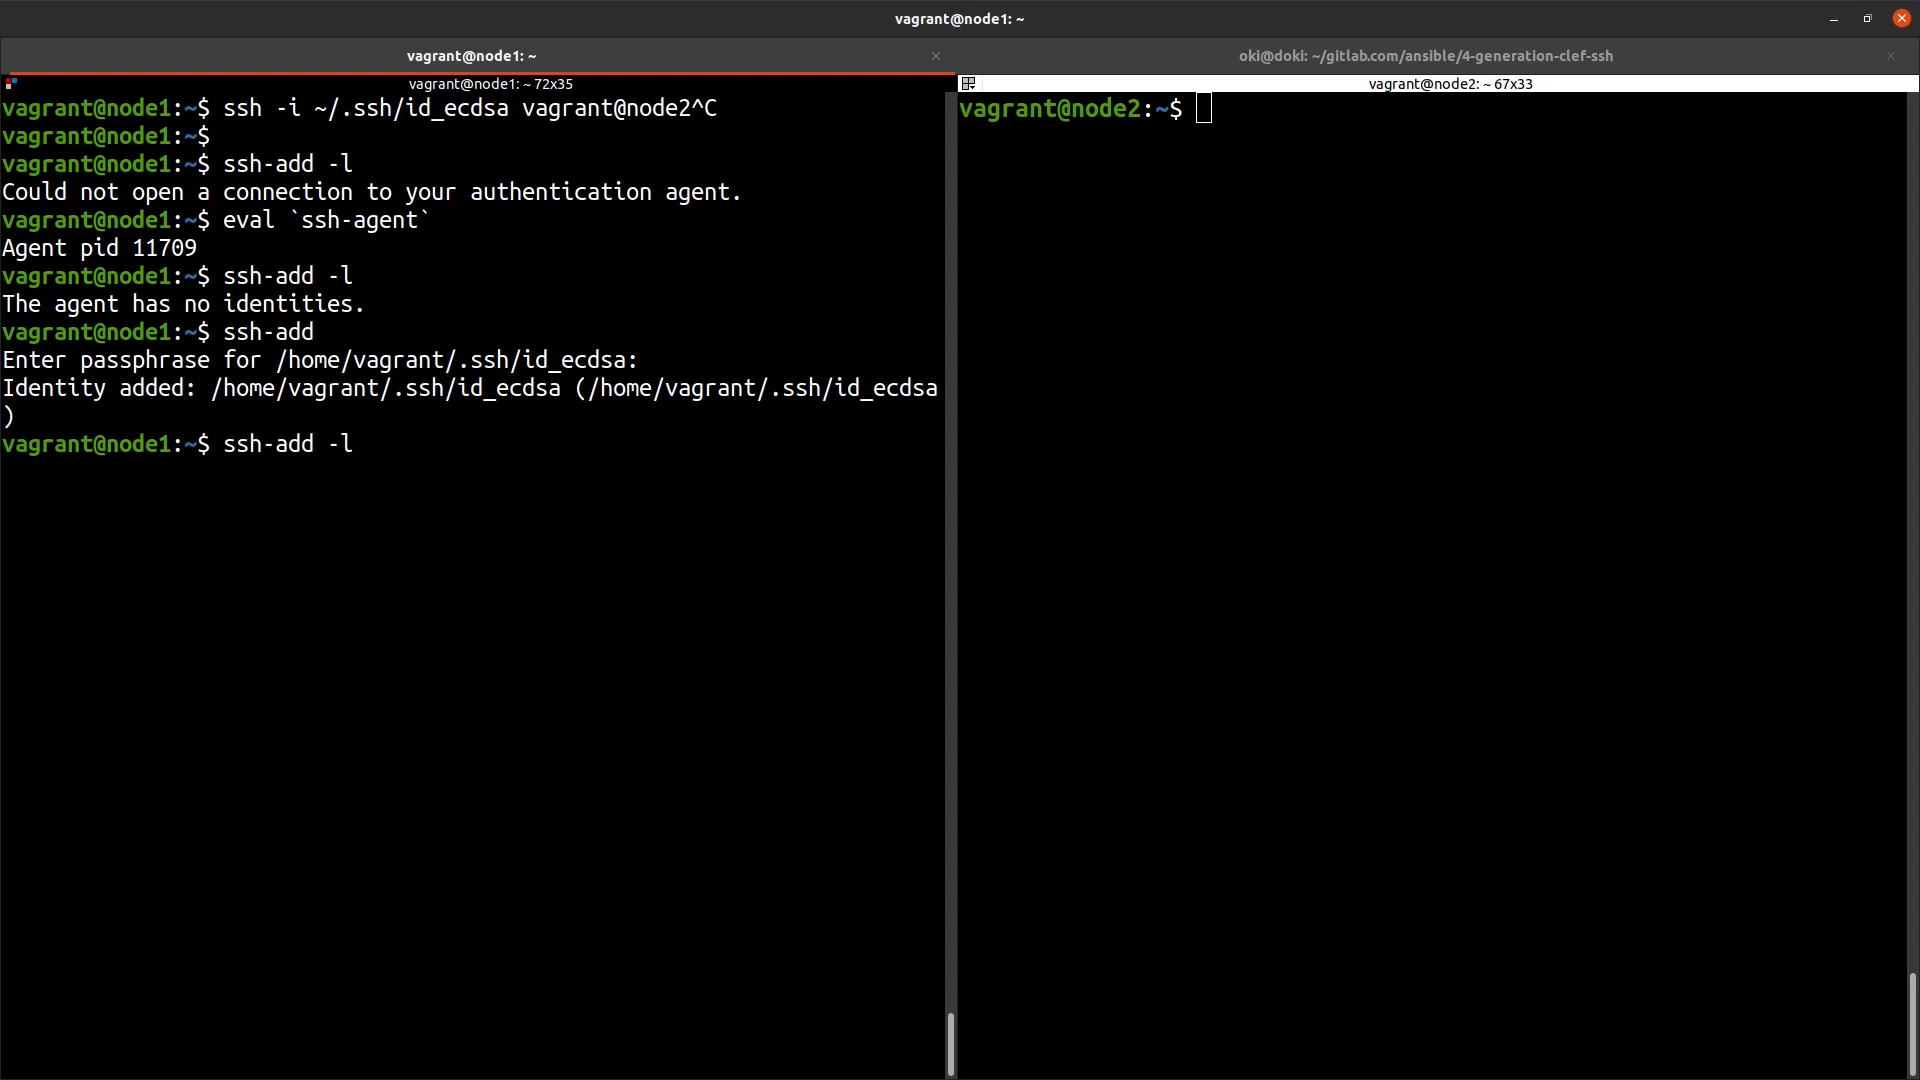 vagrant@node1: ~
vagrant@node1: ~
oki@doki: ~/gitlab.com/ansible/4-generation-clef-ssh
vagrant@node1: ~ 72x35
vagrant@node1:~$ ssh -i ~/.ssh/id_ecdsa vagrant@node2^C
vagrant@node1:~$
vagrant@node1:~$ ssh-add -l
Could not open a connection to your authentication agent.
vagrant@node1:~$ eval `ssh-agent`
Agent pid 11709
vagrant@node1:~$ ssh-add -l
The agent has no identities.
vagrant@node1:~$ ssh-add
Enter passphrase for /home/vagrant/.ssh/id_ecdsa:
Identity added: /home/vagrant/.ssh/id_ecdsa (/home/vagrant/.ssh/id_ecdsa
)
vagrant@node1:~$ ssh-add -l
vagrant@node2: ~ 67x33
vagrant@node2:~$